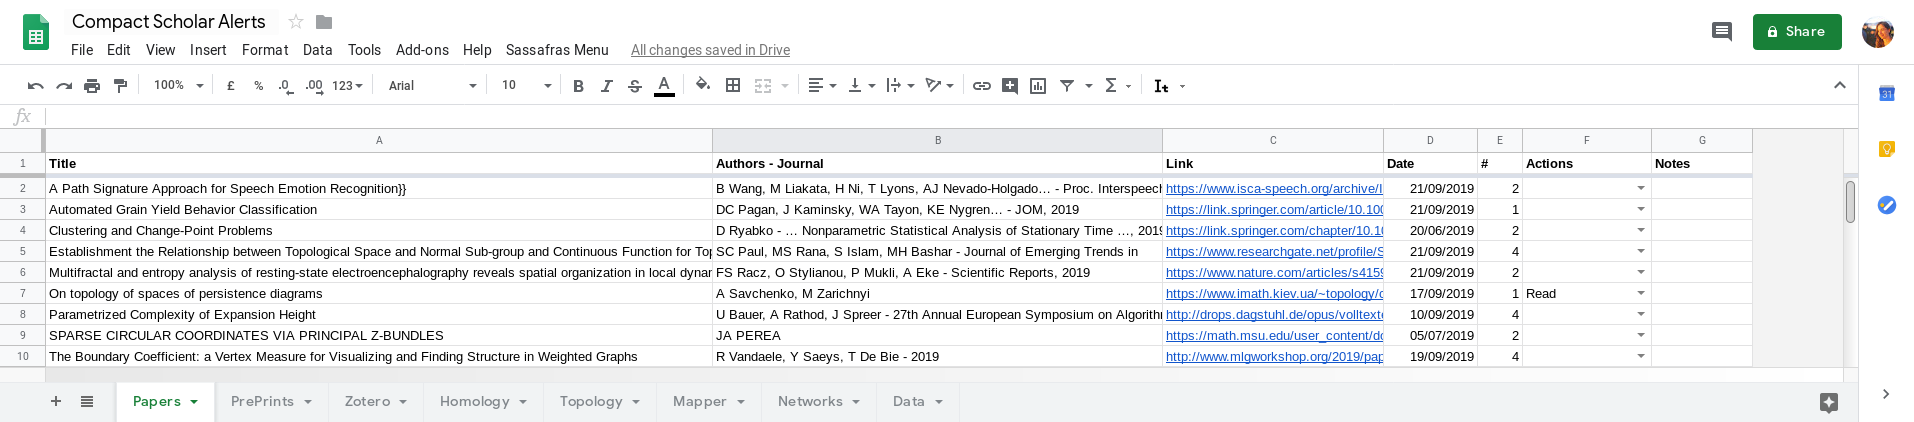 Compact Scholar Alerts
File Edit View Insert Format Data Tools Add-ons Help Sassafras Menu All changes saved in Drive
Share
100% £ % .0 .00 123 Arial 10 B I S A Σ
31
fx
A B C D E F G
1 Title Authors - Journal Link Date # Actions Notes
2 A Path Signature Approach for Speech Emotion Recognition}} B Wang, M Liakata, H Ni, T Lyons, AJ Nevado-Holgado… - Proc. Interspeech https://www.isca-speech.org/archive/I 21/09/2019 2
3 Automated Grain Yield Behavior Classification DC Pagan, J Kaminsky, WA Tayon, KE Nygren… - JOM, 2019 https://link.springer.com/article/10.100 21/09/2019 1
4 Clustering and Change-Point Problems D Ryabko - … Nonparametric Statistical Analysis of Stationary Time …, 2019 https://link.springer.com/chapter/10.10 20/06/2019 2
5 Establishment the Relationship between Topological Space and Normal Sub-group and Continuous Function for Top SC Paul, MS Rana, S Islam, MH Bashar - Journal of Emerging Trends in https://www.researchgate.net/profile/S 21/09/2019 4
6 Multifractal and entropy analysis of resting-state electroencephalography reveals spatial organization in local dynam FS Racz, O Stylianou, P Mukli, A Eke - Scientific Reports, 2019 https://www.nature.com/articles/s4159 21/09/2019 2
7 On topology of spaces of persistence diagrams A Savchenko, M Zarichnyi https://www.imath.kiev.ua/~topology/c 17/09/2019 1 Read
8 Parametrized Complexity of Expansion Height U Bauer, A Rathod, J Spreer - 27th Annual European Symposium on Algorithm http://drops.dagstuhl.de/opus/volltexte 10/09/2019 4
9 SPARSE CIRCULAR COORDINATES VIA PRINCIPAL Z-BUNDLES JA PEREA https://math.msu.edu/user_content/do 05/07/2019 2
10 The Boundary Coefficient: a Vertex Measure for Visualizing and Finding Structure in Weighted Graphs R Vandaele, Y Saeys, T De Bie - 2019 http://www.mlgworkshop.org/2019/pap 19/09/2019 4
Papers PrePrints Zotero Homology Topology Mapper Networks Data